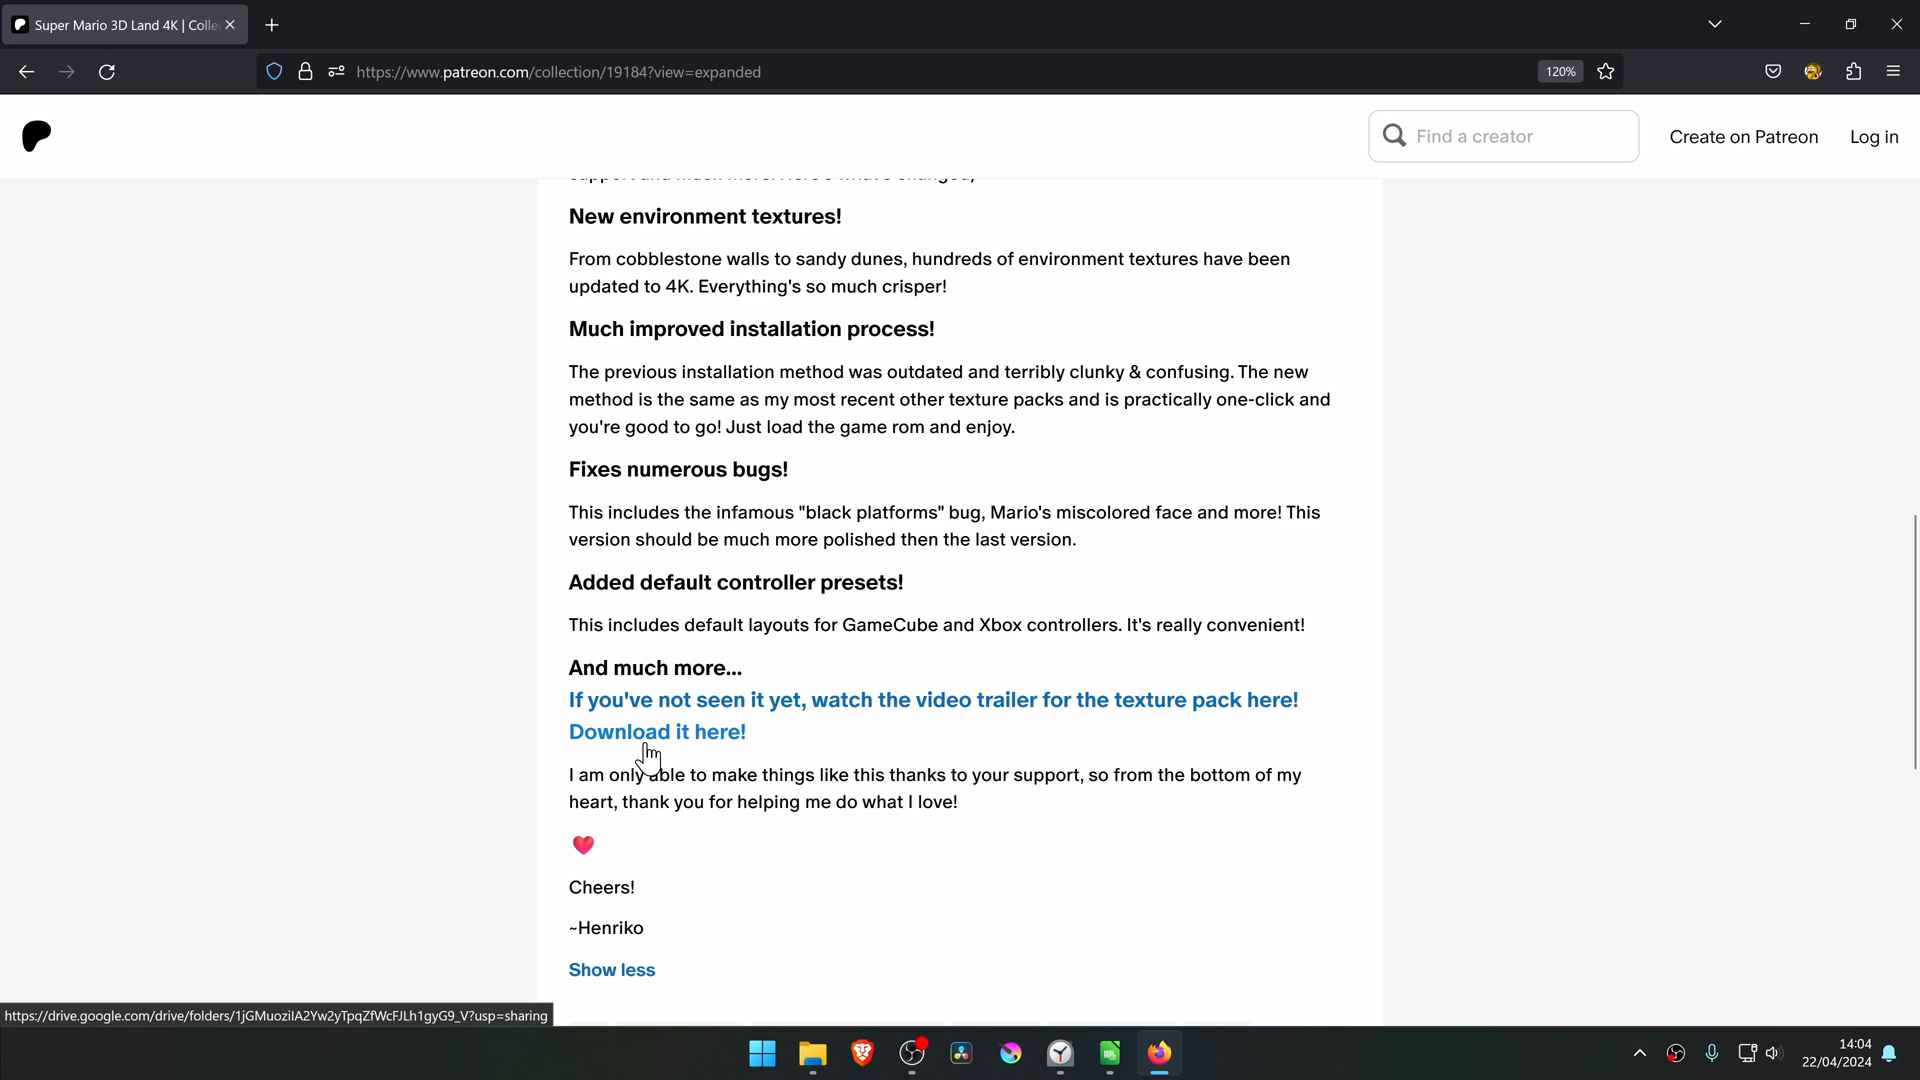 Super Mario 3D Land 4K | Colle
https://www.patreon.com/collection/19184?view=expanded
120%
Find a creator
Create on Patreon
Log in
New environment textures!
From cobblestone walls to sandy dunes, hundreds of environment textures have been
updated to 4K. Everything's so much crisper!
Much improved installation process!
The previous installation method was outdated and terribly clunky & confusing. The new
method is the same as my most recent other texture packs and is practically one-click and
you're good to go! Just load the game rom and enjoy.
Fixes numerous bugs!
This includes the infamous "black platforms" bug, Mario's miscolored face and more! This
version should be much more polished then the last version.
Added default controller presets!
This includes default layouts for GameCube and Xbox controllers. It's really convenient!
And much more...
If you've not seen it yet, watch the video trailer for the texture pack here!
Download it here!
I am only able to make things like this thanks to your support, so from the bottom of my
heart, thank you for helping me do what I love!
Cheers!
~Henriko
Show less
https://drive.google.com/drive/folders/1jGMuozilA2Yw2yTpqZfWcFJLh1gyG9_V?usp=sharing
14:04
22/04/2024